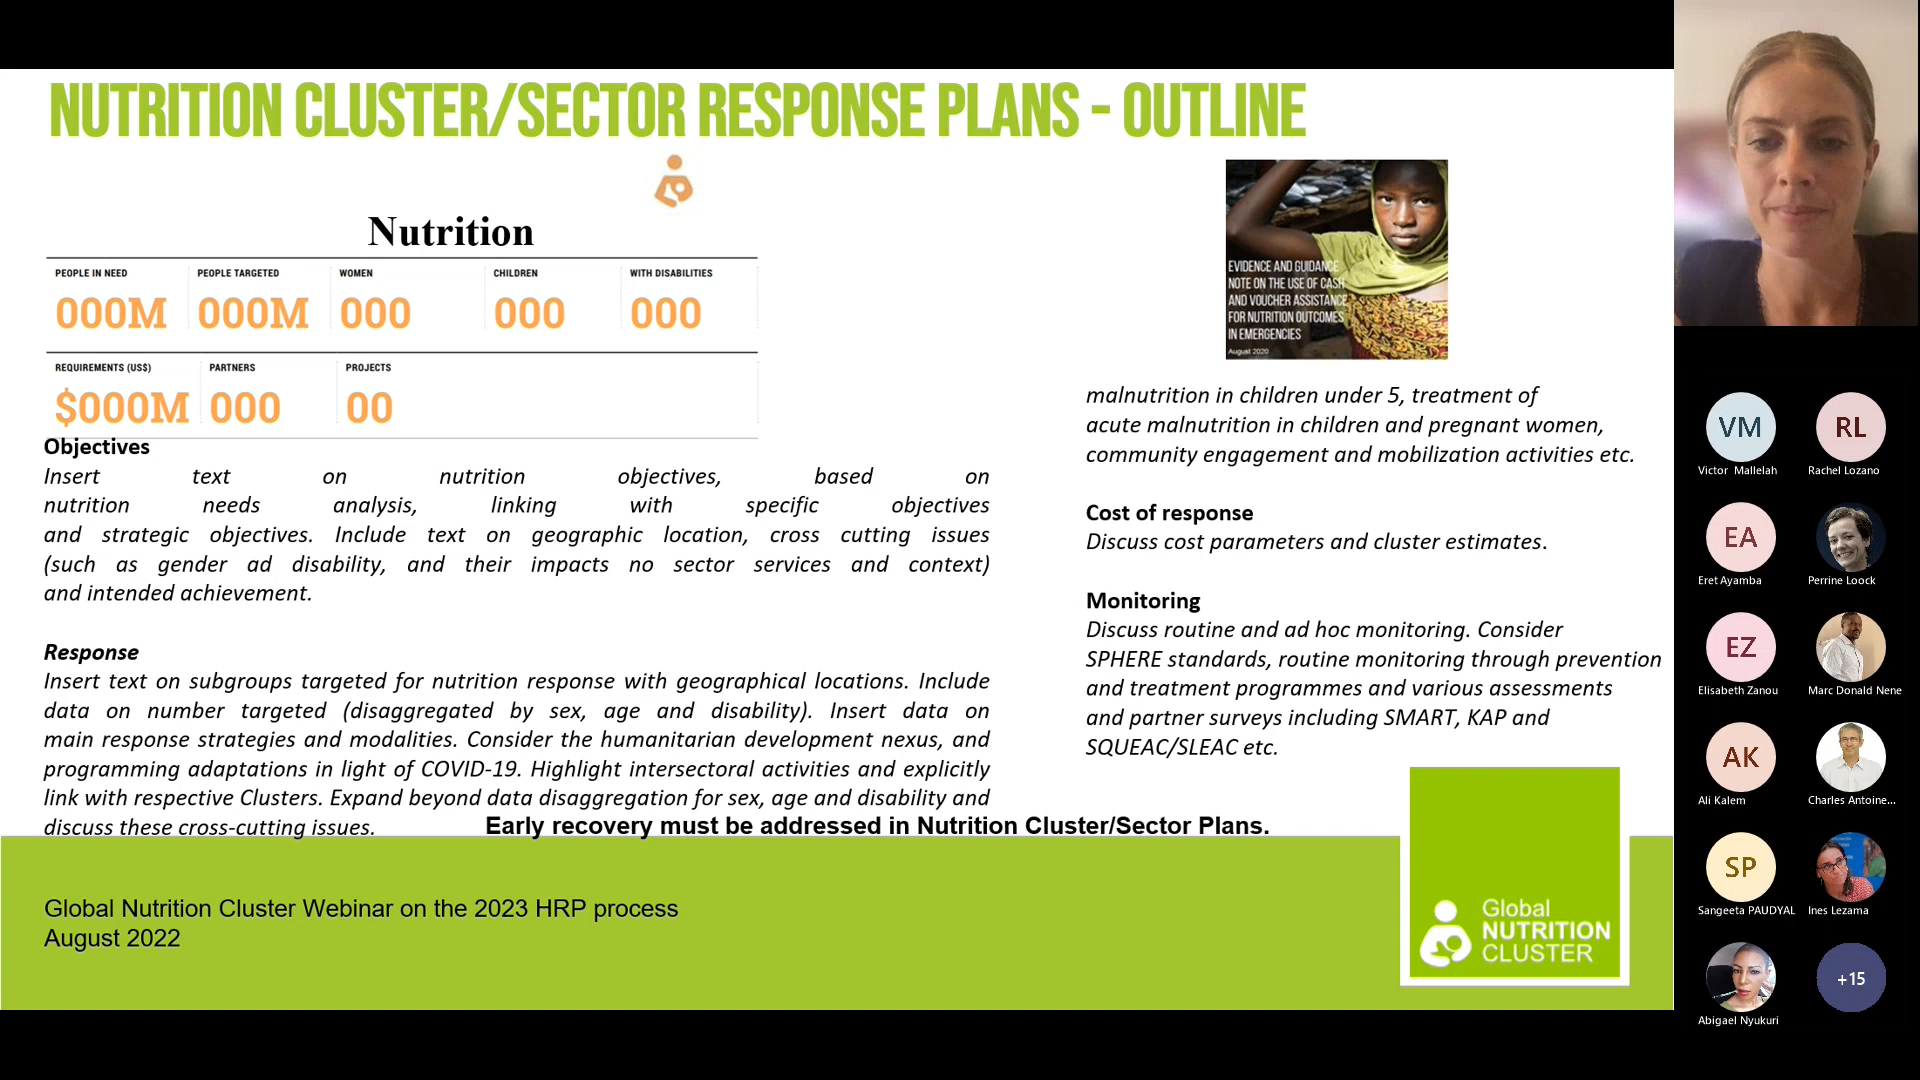 NUTRITION CLUSTER/SECTOR RESPONSE PLANS - OUTLINE
Nutrition
PEOPLE IN NEED PEOPLE TARGETED WOMEN CHILDREN WITH DISABILITIES
000M 000M 000 000 000
REQUIREMENTS (US$) PARTNERS PROJECTS
$000M 000 00
Objectives
Insert text on nutrition objectives, based on
nutrition needs analysis, linking with specific objectives
and strategic objectives. Include text on geographic location, cross cutting issues
(such as gender ad disability, and their impacts no sector services and context)
and intended achievement.
Response
Insert text on subgroups targeted for nutrition response with geographical locations. Include
data on number targeted (disaggregated by sex, age and disability). Insert data on
main response strategies and modalities. Consider the humanitarian development nexus, and
programming adaptations in light of COVID-19. Highlight intersectoral activities and explicitly
link with respective Clusters. Expand beyond data disaggregation for sex, age and disability and
discuss these cross-cutting issues.
EVIDENCE AND GUIDANCE
NOTE ON THE USE OF CASH
AND VOUCHER ASSISTANCE
FOR NUTRITION OUTCOMES
IN EMERGENCIES
August 2020
malnutrition in children under 5, treatment of
acute malnutrition in children and pregnant women,
community engagement and mobilization activities etc.
Cost of response
Discuss cost parameters and cluster estimates.
Monitoring
Discuss routine and ad hoc monitoring. Consider
SPHERE standards, routine monitoring through prevention
and treatment programmes and various assessments
and partner surveys including SMART, KAP and
SQUEAC/SLEAC etc.
Early recovery must be addressed in Nutrition Cluster/Sector Plans.
Global Nutrition Cluster Webinar on the 2023 HRP process
August 2022
Global
NUTRITION
CLUSTER
VM RL
Victor Mallelah Rachel Lozano
EA
Eret Ayamba Perrine Loock
EZ
Elisabeth Zanou Marc Donald Nene
AK
Ali Kalem Charles Antoine...
SP
Sangeeta PAUDYAL Ines Lezama
+15
Abigael Nyukuri